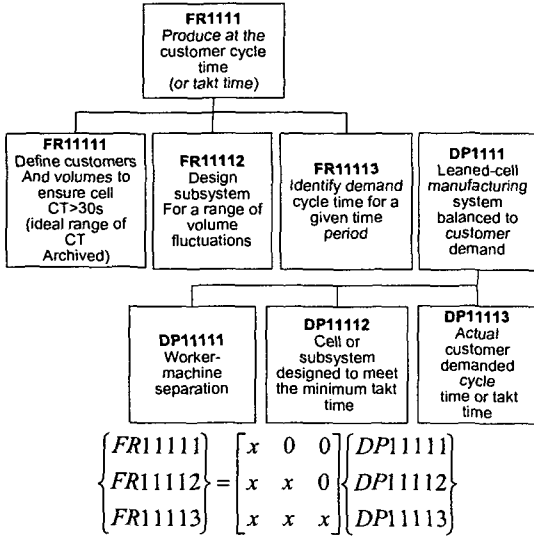 FR1111
Produce at the
customer cycle
time
(or takt time)
FR11111
Define customers
And volumes to
ensure cell
CT>30s
(ideal range of
CT
Archived)
FR11112
Design
subsystem
For a range of
volume
fluctuations
FR11113
Identify demand
cycle time for a
given time
period
DP1111
Leaned-cell
manufacturing
system
balanced to
customer
demand
DP11111
Worker-
machine
separation
DP11112
Cell or
subsystem
designed to meet
the minimum takt
time
DP11113
Actual
customer
demanded
cycle
time or takt
time
{FR11111} [x 0 0] {DP11111}
{FR11112} = [x x 0] {DP11112}
{FR11113} [x x x] {DP11113}